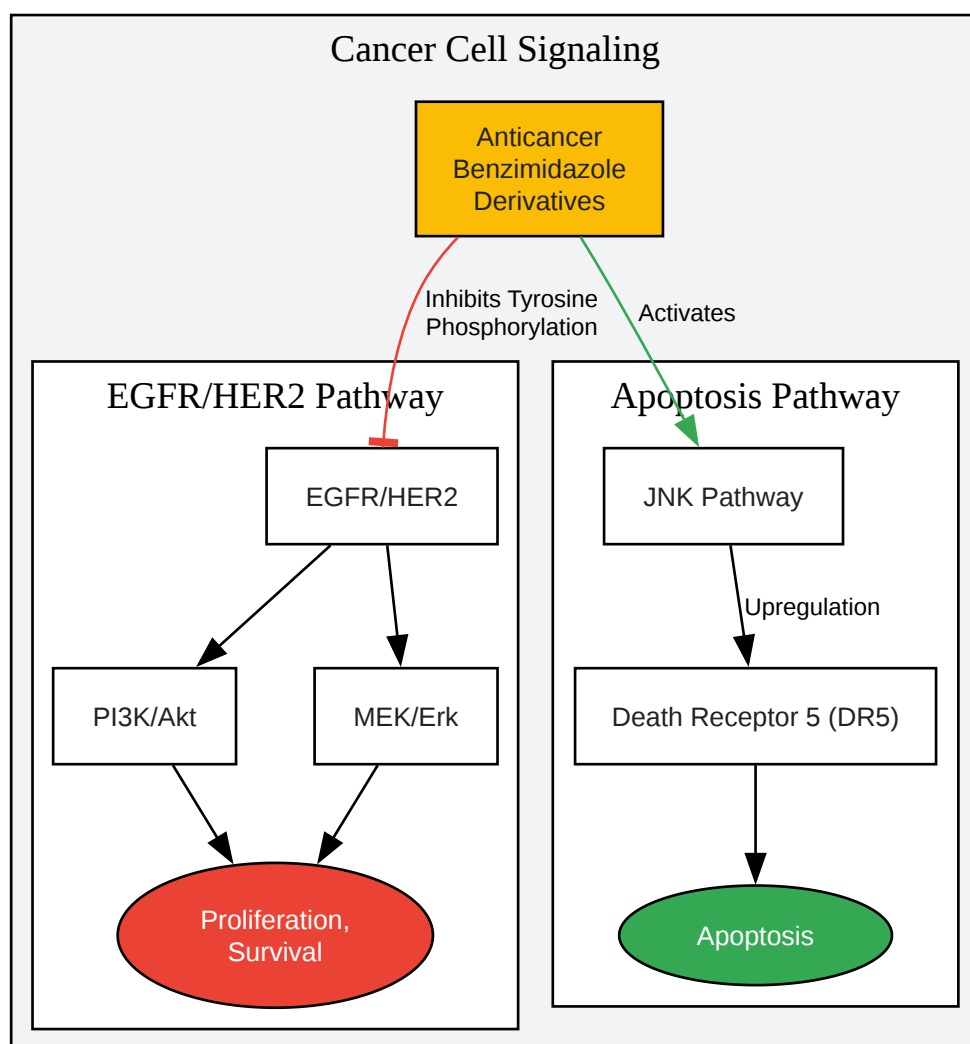 Cancer Cell Signaling
Anticancer
Benzimidazole
Derivatives
Inhibits Tyrosine
Phosphorylation
Activates
EGFR/HER2 Pathway
Apoptosis Pathway
EGFR/HER2
JNK Pathway
Upregulation
PI3K/Akt
MEK/Erk
Death Receptor 5 (DR5)
Proliferation,
Survival
Apoptosis